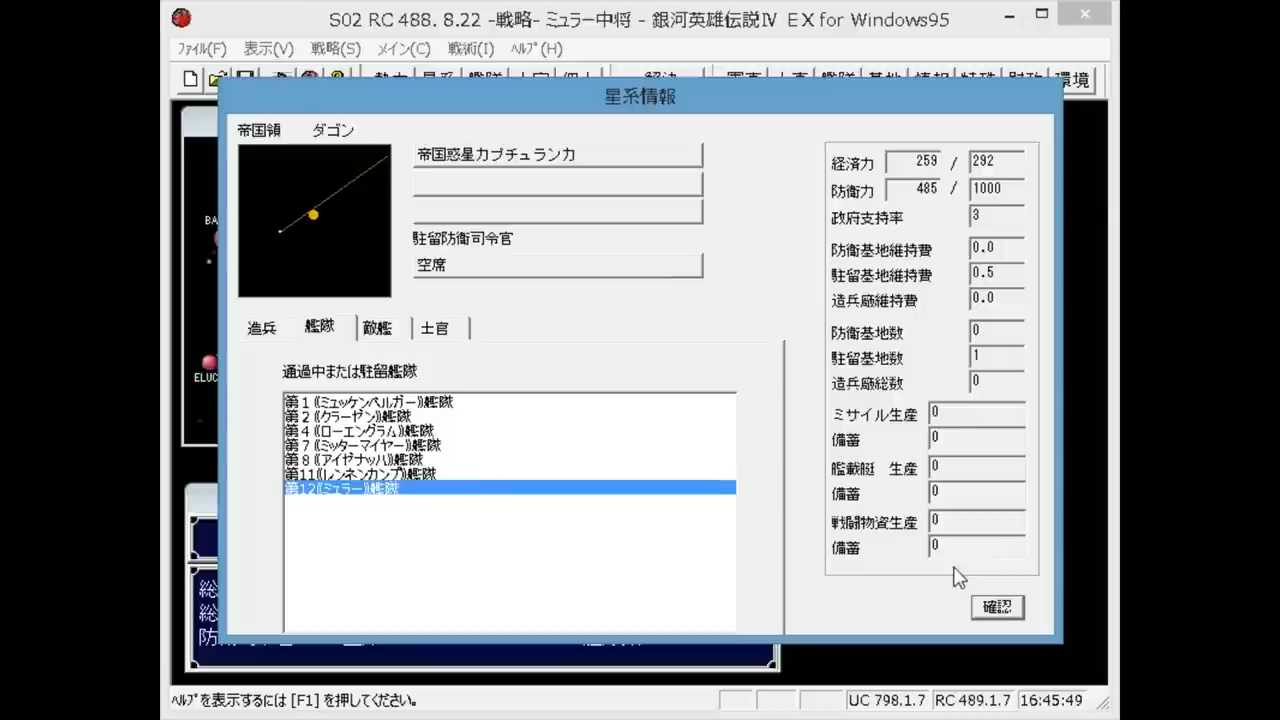 S02 RC 488. 8.22 -戦略- ミュラー中将 - 銀河英雄伝説Ⅳ EX for Windows95
ﾌｧｲﾙ(F) 表示(V) 戦略(S) メイン(C) 戦術(I) ﾍﾙﾌﾟ(H)
環境
星系情報
帝国領 ダゴン
帝国惑星カプチェランカ
駐留防衛司令官
空席
造兵 艦隊 敵艦 士官
通過中または駐留艦隊
第１《ミュッケンベルガー》艦隊
第２《クラーゼン》艦隊
第４《ローエングラム》艦隊
第７《ミッターマイヤー》艦隊
第８《アイゼナッハ》艦隊
第11《レンネンカンプ》艦隊
第12《ミュラー》艦隊
経済力 259 / 292
防衛力 485 / 1000
政府支持率 3
防衛基地維持費 0.0
駐留基地維持費 0.5
造兵廠維持費 0.0
防衛基地数 0
駐留基地数 1
造兵廠総数 0
ミサイル生産 0
備蓄 0
艦載艇 生産 0
備蓄 0
戦闘物資生産 0
備蓄 0
確認
BA
ELUC
総
総
防
ﾍﾙﾌﾟを表示するには [F1] を押してください。
UC 798.1.7 RC 489.1.7 16:45:49